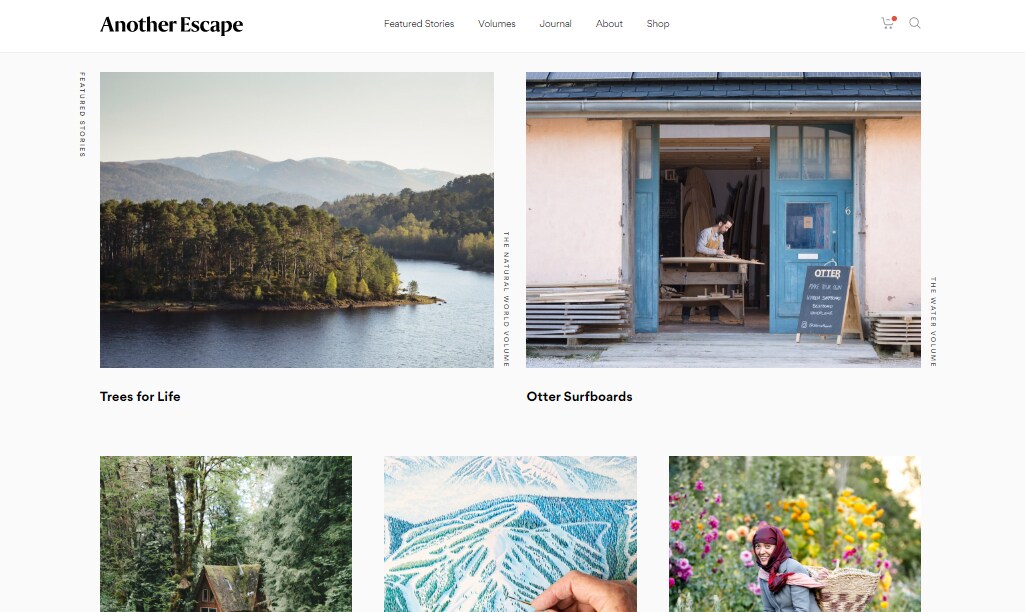 Another Escape
Featured Stories
Volumes
Journal
About
Shop
FEATURED STORIES
THE NATURAL WORLD VOLUME
OTTER
THE WATER VOLUME
Trees for Life
Otter Surfboards